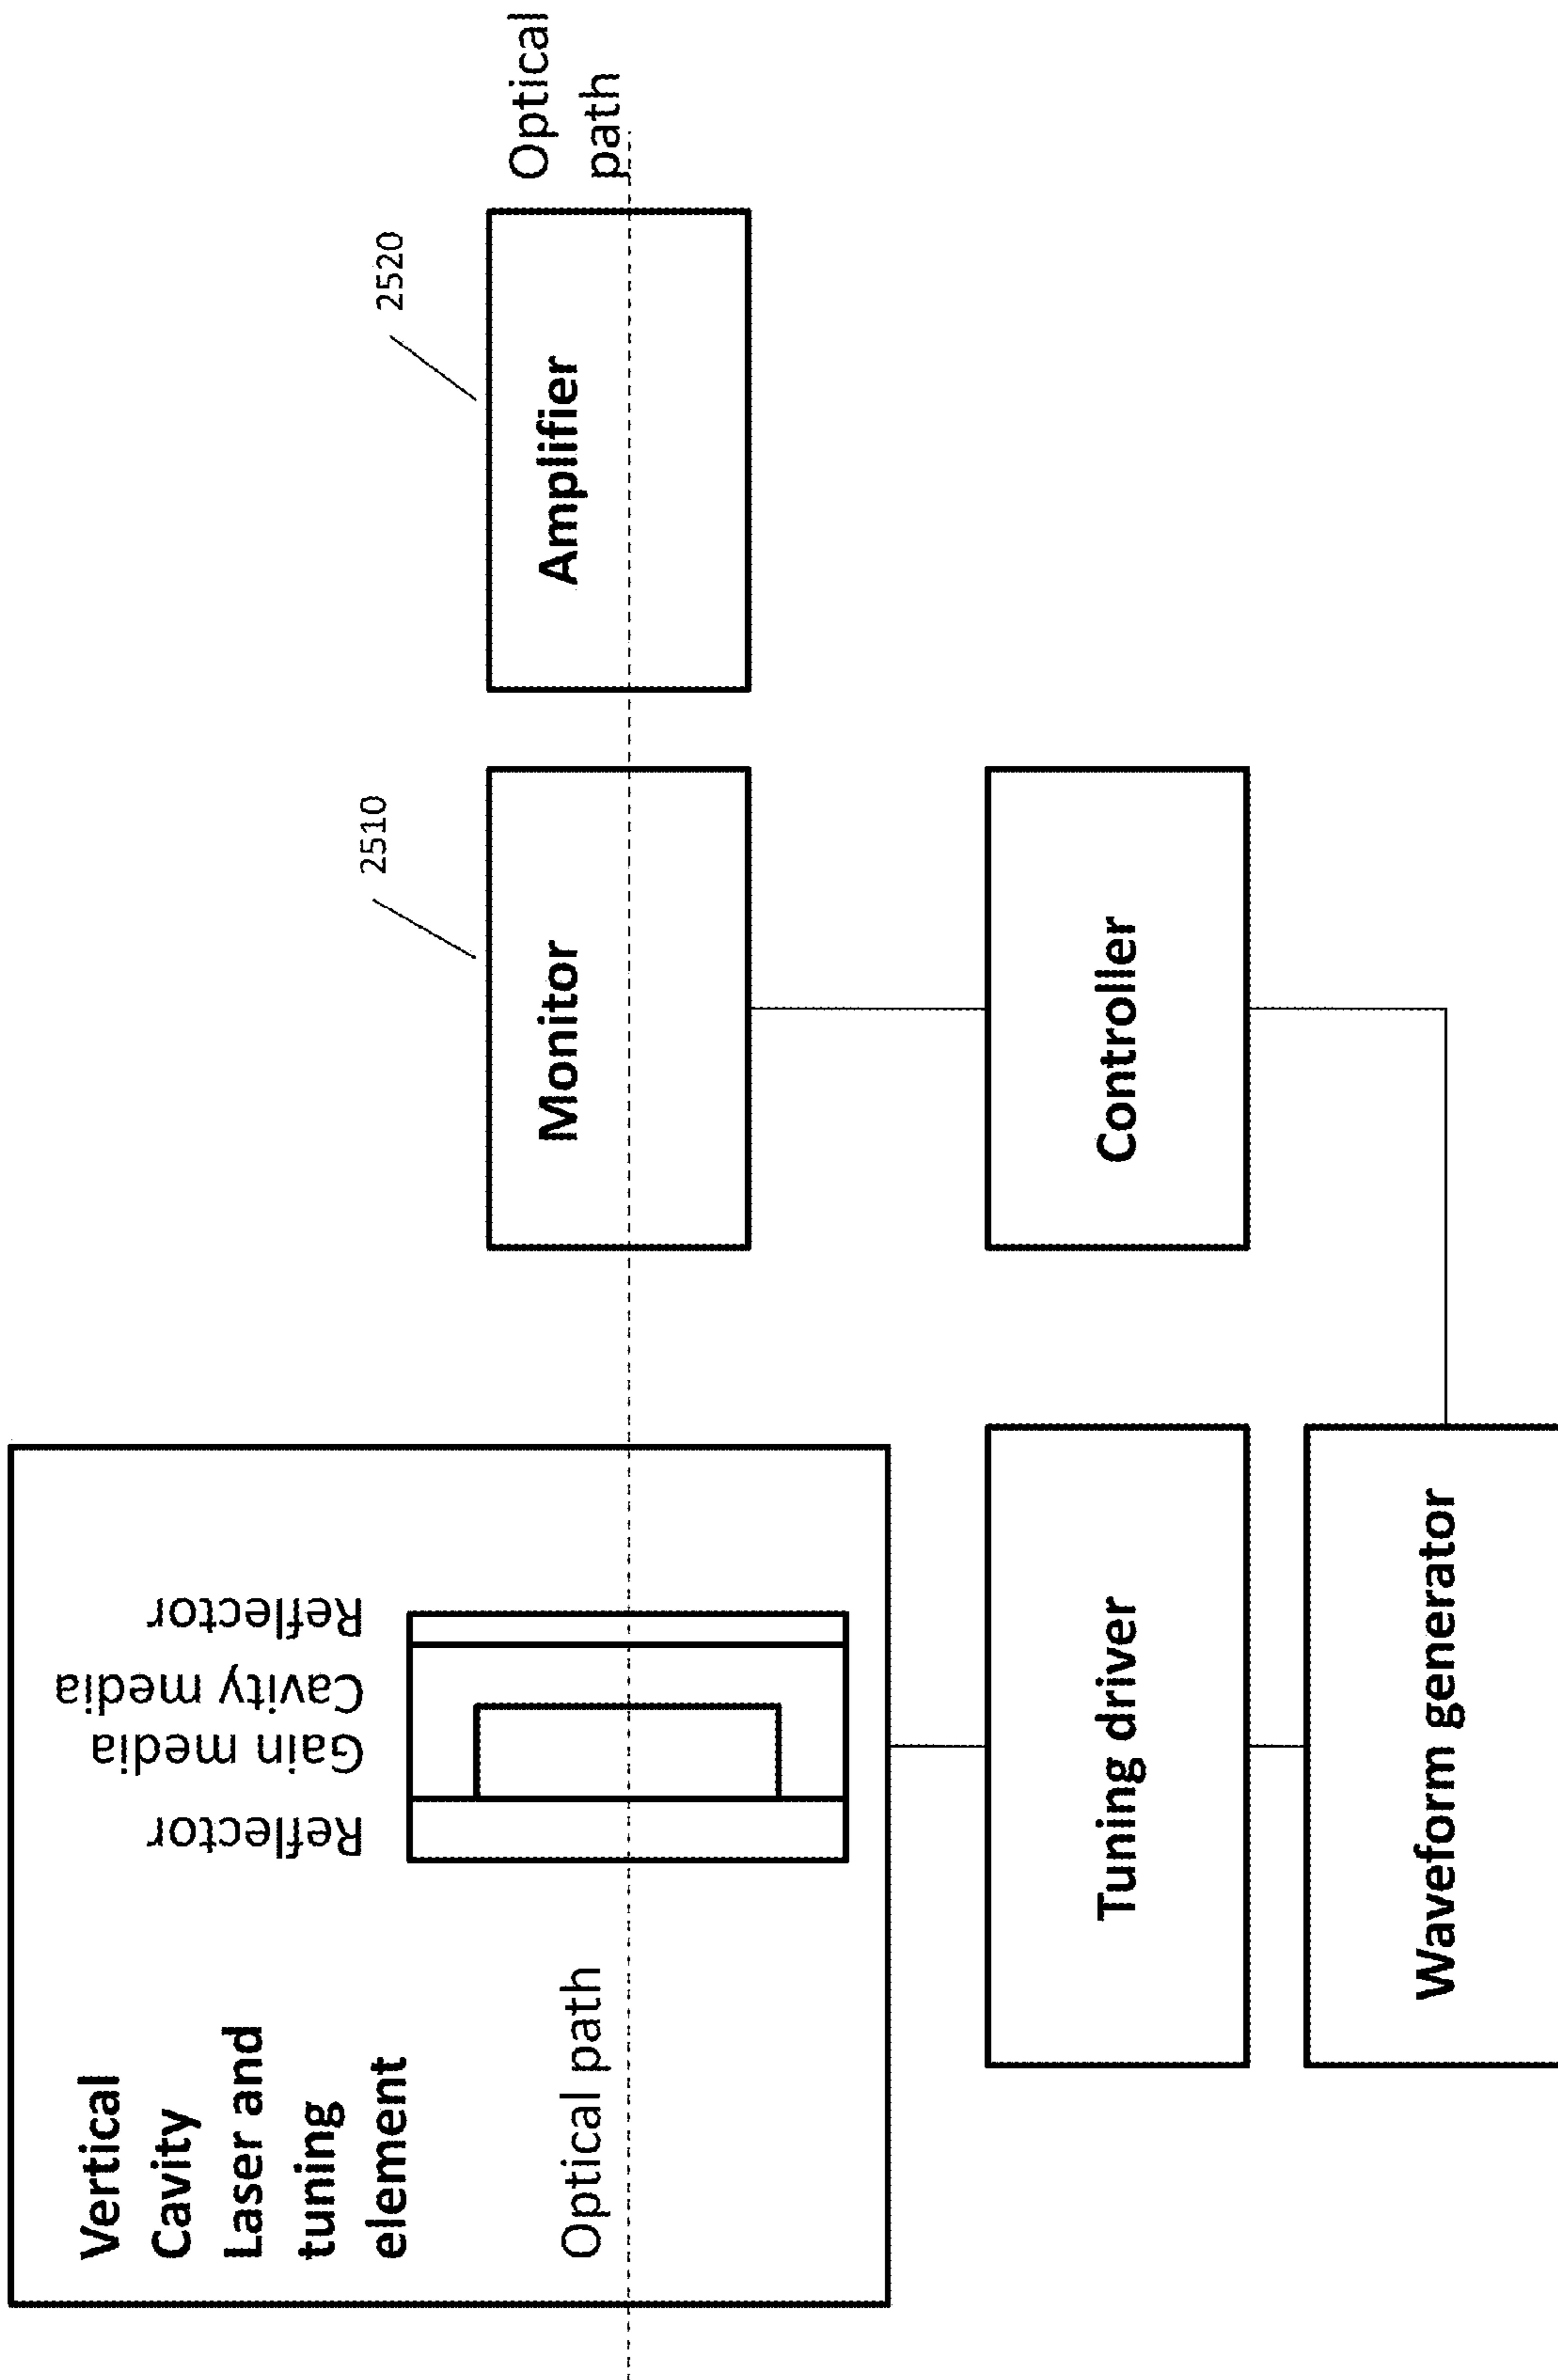 Vertical
Cavity
Laser and
tuning
element
Reflector
Gain media
Cavity media
Reflector
Optical path
2510
Monitor
2520
Amplifier
Optical
path
Tuning driver
Controller
Waveform generator